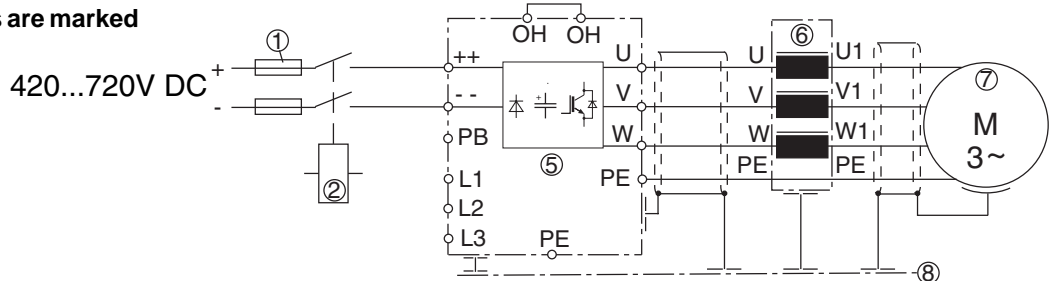 s are marked
OH OH
①
⑥
++ U U U1
420...720V DC + -
- - V V V1
⑦
M
3~
PB W W W1
⑤
PE PE PE
②
L1
L2
L3 PE
⑧